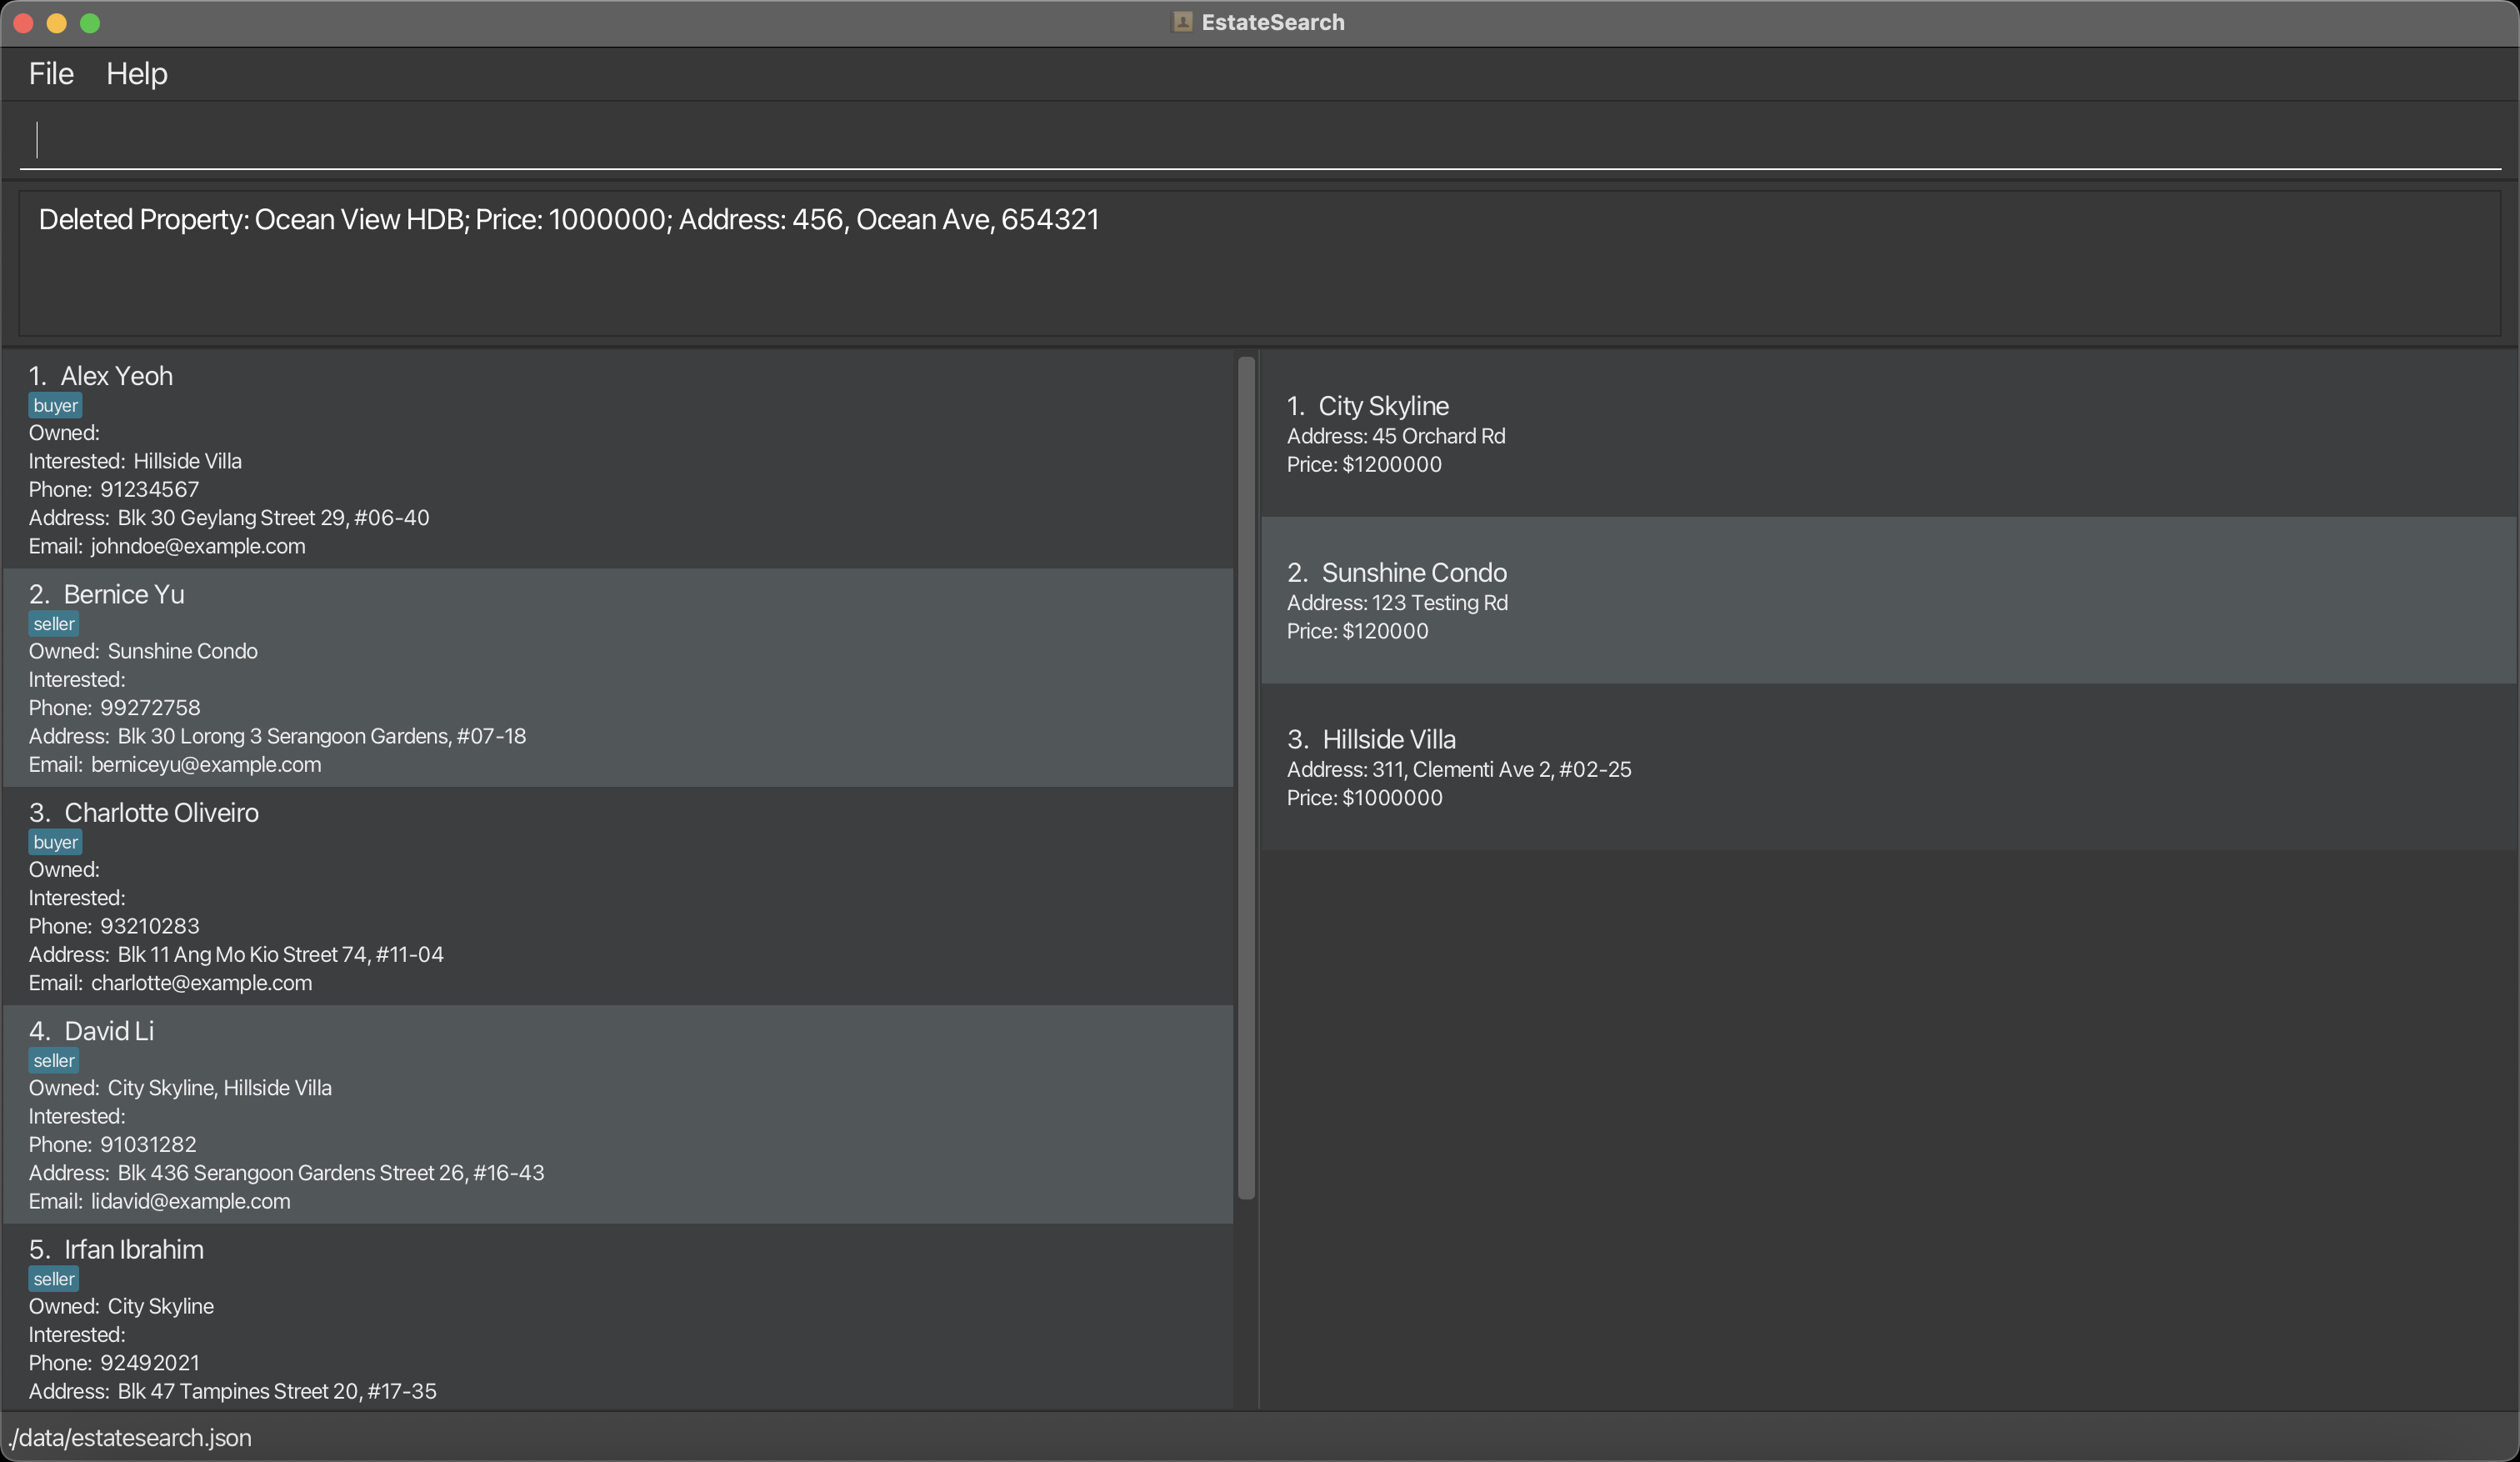 EstateSearch
File Help
Deleted Property: Ocean View HDB; Price: 1000000; Address: 456, Ocean Ave, 654321
1. Alex Yeoh
buyer
Owned:
Interested: Hillside Villa
Phone: 91234567
Address: Blk 30 Geylang Street 29, #06-40
Email: johndoe@example.com
2. Bernice Yu
seller
Owned: Sunshine Condo
Interested:
Phone: 99272758
Address: Blk 30 Lorong 3 Serangoon Gardens, #07-18
Email: berniceyu@example.com
3. Charlotte Oliveiro
buyer
Owned:
Interested:
Phone: 93210283
Address: Blk 11 Ang Mo Kio Street 74, #11-04
Email: charlotte@example.com
4. David Li
seller
Owned: City Skyline, Hillside Villa
Interested:
Phone: 91031282
Address: Blk 436 Serangoon Gardens Street 26, #16-43
Email: lidavid@example.com
5. Irfan Ibrahim
seller
Owned: City Skyline
Interested:
Phone: 92492021
Address: Blk 47 Tampines Street 20, #17-35
1. City Skyline
Address: 45 Orchard Rd
Price: $1200000
2. Sunshine Condo
Address: 123 Testing Rd
Price: $120000
3. Hillside Villa
Address: 311, Clementi Ave 2, #02-25
Price: $1000000
./data/estatesearch.json